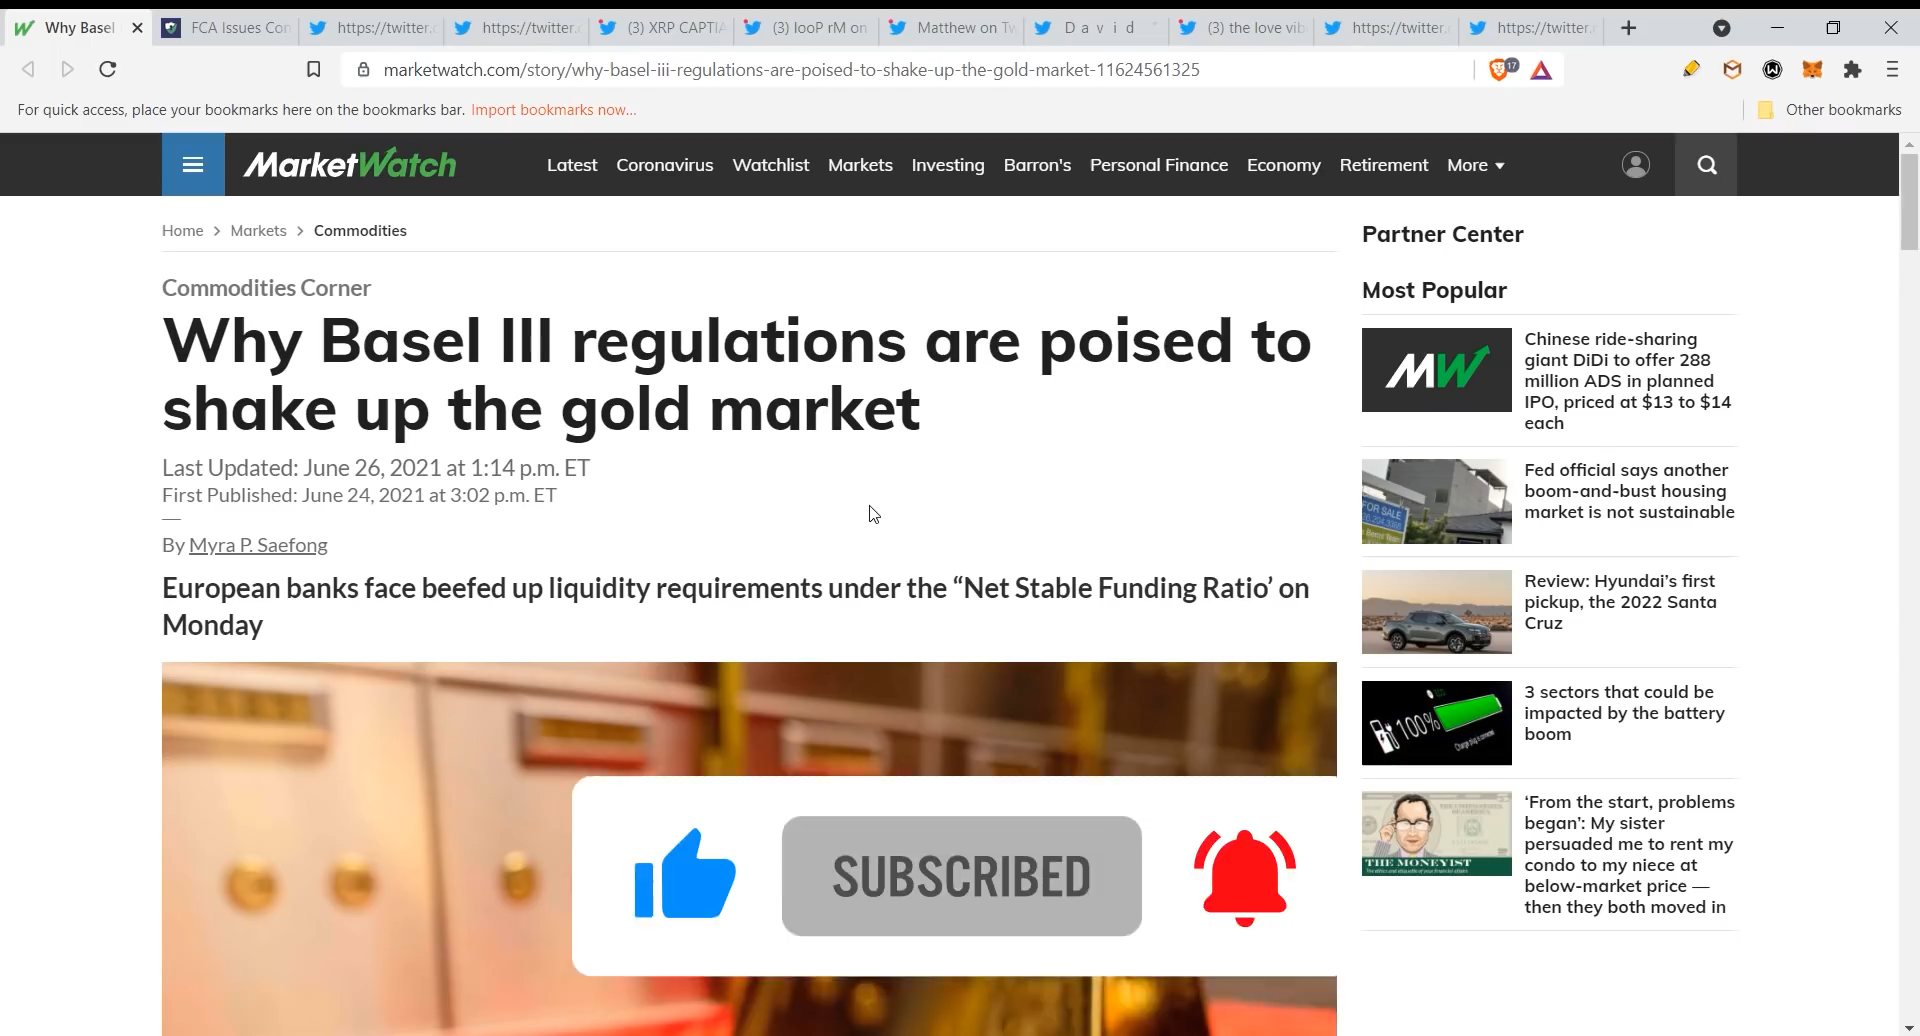 Why Basel
FCA Issues Con
https://twitter.c
https://twitter.c
(3) XRP CAPTIA
(3) looP rM on
Matthew on Tw
D a v i d
(3) the love vib
https://twitter.c
https://twitter.c
marketwatch.com/story/why-basel-iii-regulations-are-poised-to-shake-up-the-gold-market-11624561325
17
For quick access, place your bookmarks here on the bookmarks bar. Import bookmarks now...
Other bookmarks
MarketWatch
Latest Coronavirus Watchlist Markets Investing Barron's Personal Finance Economy Retirement More
Home > Markets > Commodities
Commodities Corner
Why Basel III regulations are poised to
shake up the gold market
Last Updated: June 26, 2021 at 1:14 p.m. ET
First Published: June 24, 2021 at 3:02 p.m. ET
By Myra P. Saefong
European banks face beefed up liquidity requirements under the “Net Stable Funding Ratio’ on
Monday
SUBSCRIBED
Partner Center
Most Popular
MW
Chinese ride-sharing
giant DiDi to offer 288
million ADS in planned
IPO, priced at $13 to $14
each
FOR SALE
Fed official says another
boom-and-bust housing
market is not sustainable
Review: Hyundai’s first
pickup, the 2022 Santa
Cruz
100%
3 sectors that could be
impacted by the battery
boom
THE MONEYIST
‘From the start, problems
began’: My sister
persuaded me to rent my
condo to my niece at
below-market price —
then they both moved in